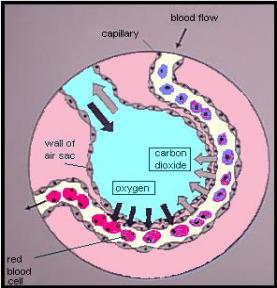 blood flow
capillary
wall of
air sac
carbon
dioxide
oxygen
red
blood
cell